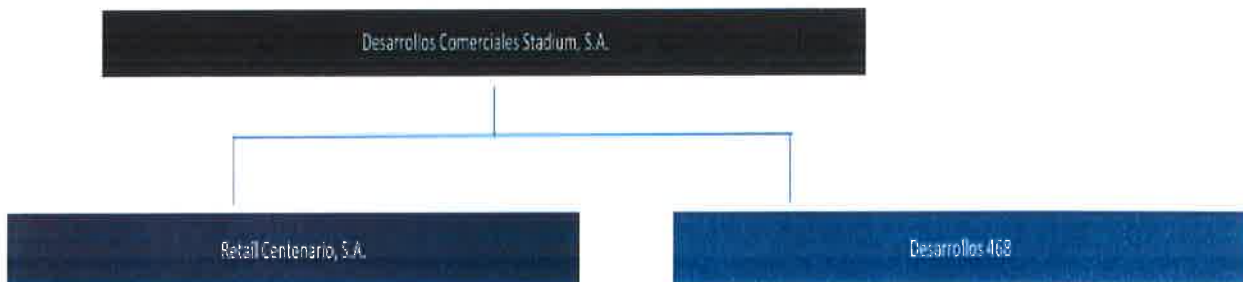 Desarrollos Comerciales Stadium, S.A.
Retail Centenario, S.A.
Desarrollos 468